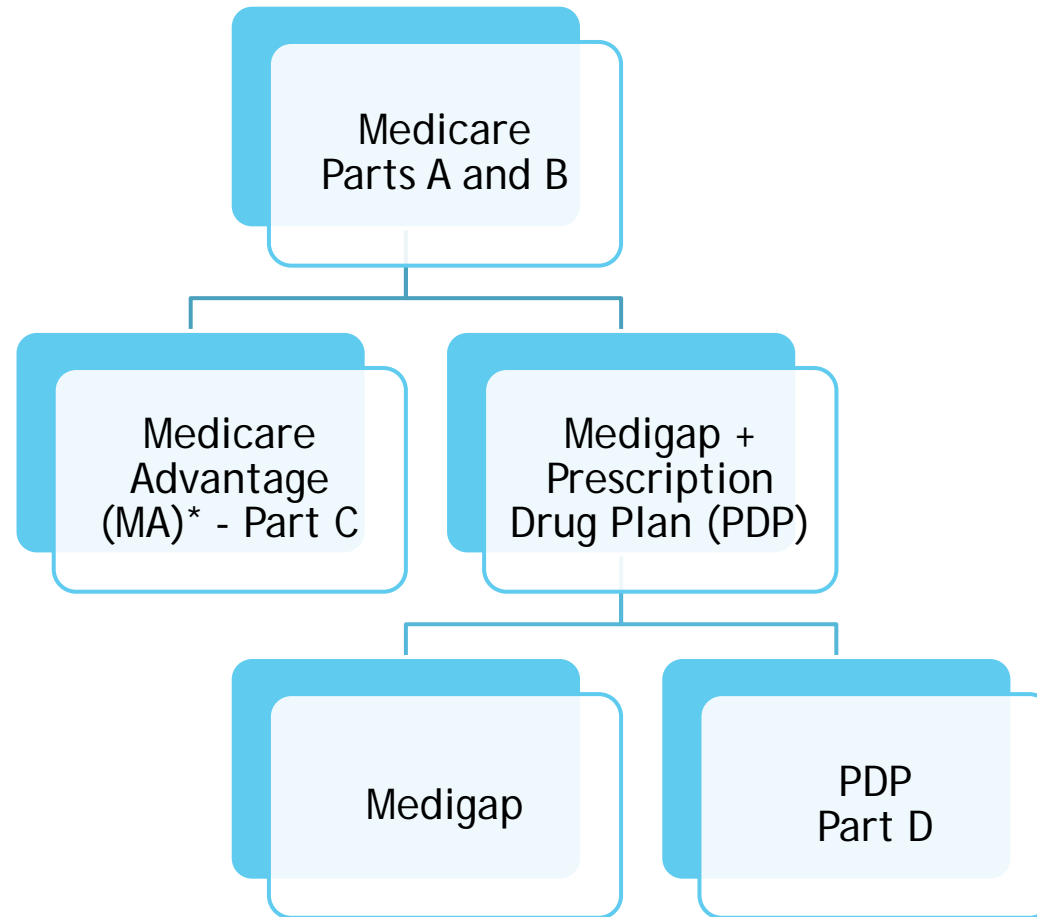 Medicare
Parts A and B
Medicare
Advantage
(MA)* - Part C
Medigap +
Prescription
Drug Plan (PDP)
Medigap
PDP
Part D